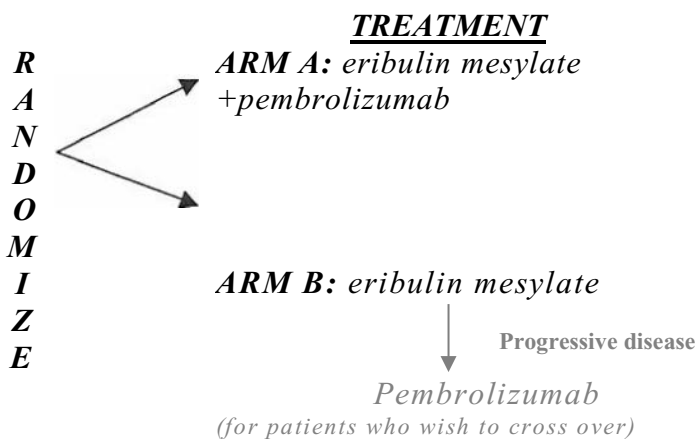 TREATMENT
R
A
N
D
O
M
I
Z
E
ARM A: eribulin mesylate
+pembrolizumab
ARM B: eribulin mesylate
Progressive disease
Pembrolizumab
(for patients who wish to cross over)